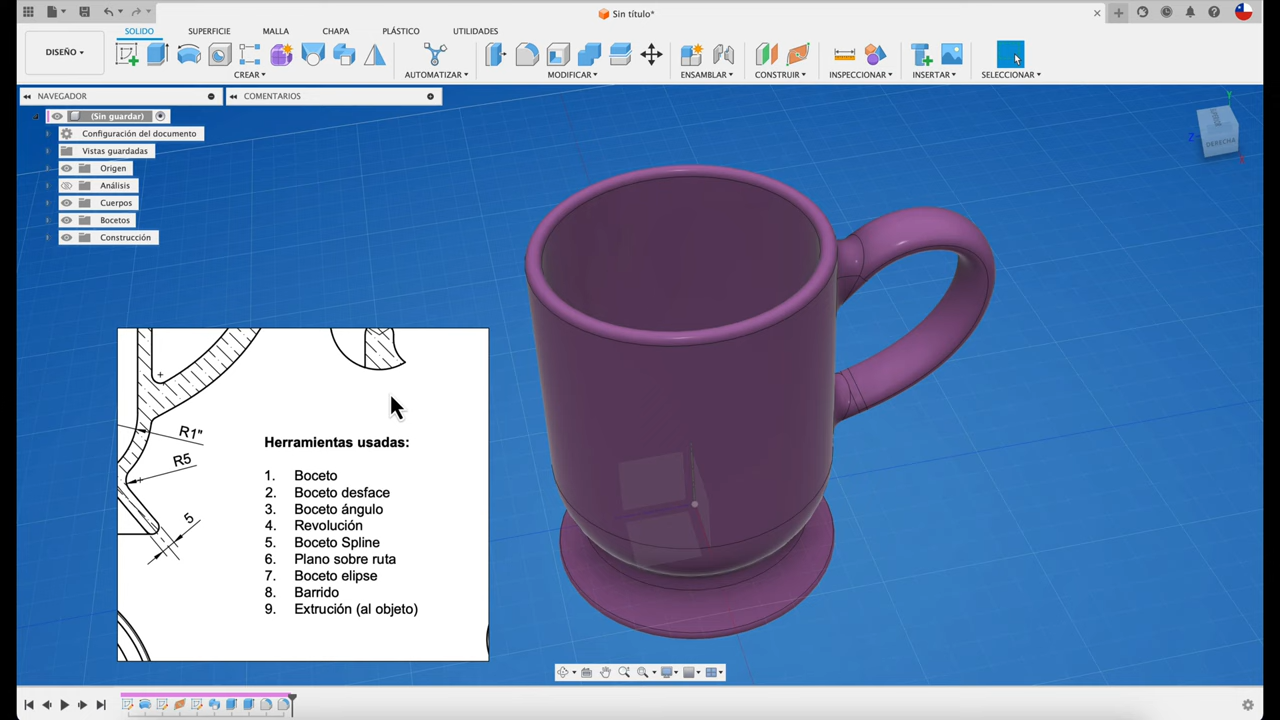 Sin título*
DISEÑO
SOLIDO
SUPERFICIE
MALLA
CHAPA
PLÁSTICO
UTILIDADES
CREAR
AUTOMATIZAR
MODIFICAR
ENSAMBLAR
CONSTRUIR
INSPECCIONAR
INSERTAR
SELECCIONAR
NAVEGADOR
COMENTARIOS
(Sin guardar)
Configuración del documento
Vistas guardadas
Origen
Análisis
Cuerpos
Bocetos
Construcción
Y
Z
DERECHA
R1"
R5
5
Herramientas usadas:
1. Boceto
2. Boceto desface
3. Boceto ángulo
4. Revolución
5. Boceto Spline
6. Plano sobre ruta
7. Boceto elipse
8. Barrido
9. Extrución (al objeto)